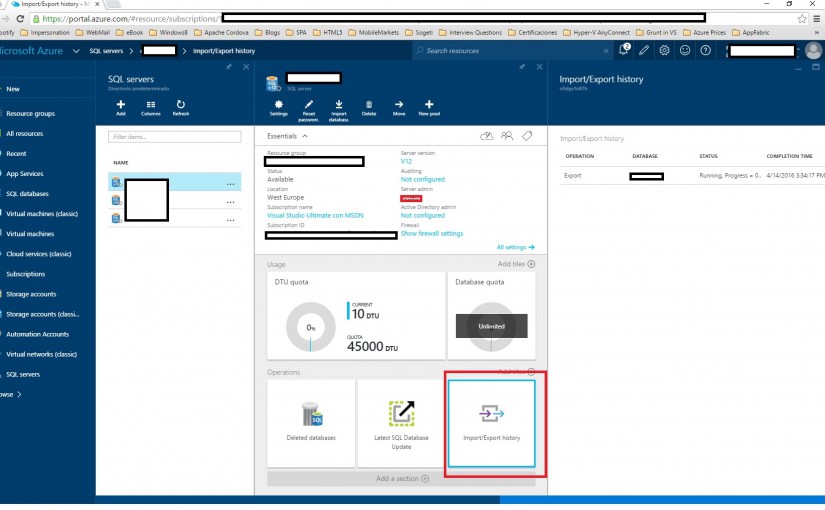 Import/Export history - M
https://portal.azure.com/#resource/subscriptions/
Impersonation
WebMail
eBook
Windows8
Apache Cordova
Blogs
SPA
HTML5
MobileMarkets
Sogeti
Interview Questions
Certificaciones
Hyper-V AnyConnect
Grunt in VS
Azure Prices
AppFabric
Microsoft Azure
SQL servers
Import/Export history
Search resources
2
New
Resource groups
All resources
Recent
App Services
SQL databases
Virtual machines (classic)
Virtual machines
Cloud services (classic)
Subscriptions
Storage accounts
Storage accounts (classi...
Automation Accounts
Virtual networks (classic)
SQL servers
SQL servers
Directorio predeterminado
Add
Columns
Refresh
Filter items...
NAME
...
...
...
SQL server
Settings
Reset
password
Import
database
Delete
Move
New pool
Essentials
Resource group
Status
Available
Location
West Europe
Subscription name
Visual Studio Ultimate con MSDN
Subscription ID
Server version
V12
Auditing
Not configured
Server admin
Active Directory admin
Not configured
Firewall
Show firewall settings
All settings
Usage
Add tiles
DTU quota
0%
CURRENT
10 DTU
QUOTA
45000 DTU
Database quota
Unlimited
Operations
Add tiles
Deleted databases
Latest SQL Database
Update
Import/Export history
Add a section
Import/Export history
Import/Export history
OPERATION
DATABASE
STATUS
COMPLETION TIME
Export
Running, Progress = 0...
4/14/2016 3:34:17 PM